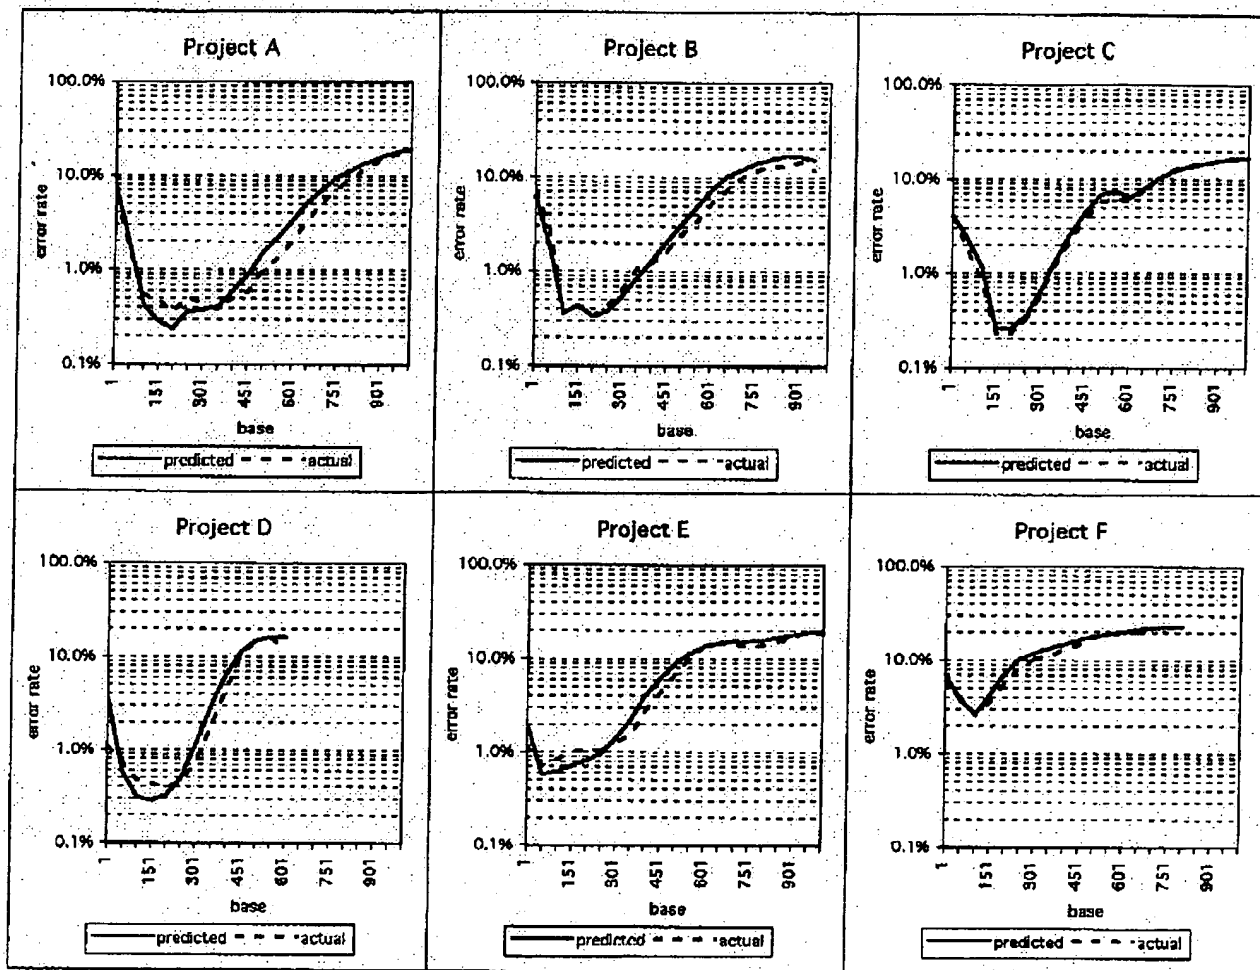 Project A
100.0%
10.0%
1.0%
0.1%
error rate
1 151 301 451 601 751 901
base
predicted actual
Project B
100.0%
10.0%
1.0%
0.1%
error rate
1 151 301 451 601 751 901
base
predicted actual
Project C
100.0%
10.0%
1.0%
0.1%
error rate
1 151 301 451 601 751 901
base
predicted actual
Project D
100.0%
10.0%
1.0%
0.1%
error rate
1 151 301 451 601 751 901
base
predicted actual
Project E
100.0%
10.0%
1.0%
0.1%
error rate
1 151 301 451 601 751 901
base
predicted actual
Project F
100.0%
10.0%
1.0%
0.1%
error rate
1 151 301 451 601 751 901
base
predicted actual